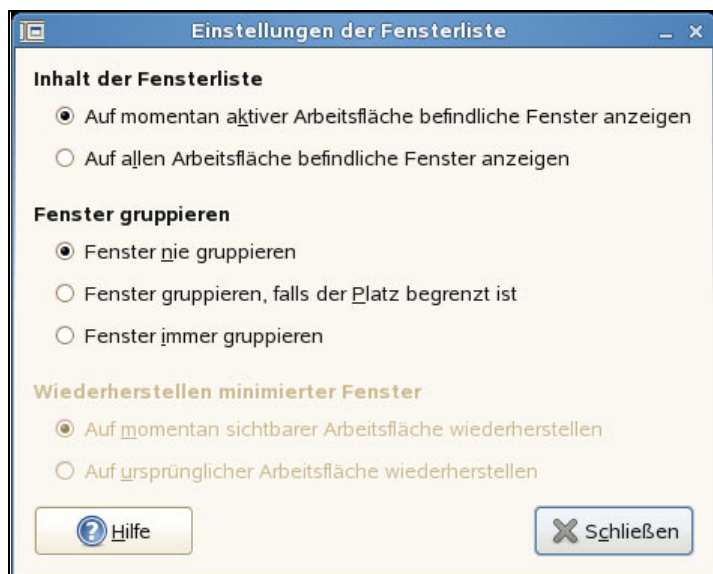 Einstellungen der Fensterliste
Inhalt der Fensterliste
Auf momentan aktiver Arbeitsfläche befindliche Fenster anzeigen
Auf allen Arbeitsfläche befindliche Fenster anzeigen
Fenster gruppieren
Fenster nie gruppieren
Fenster gruppieren, falls der Platz begrenzt ist
Fenster immer gruppieren
Wiederherstellen minimierter Fenster
Auf momentan sichtbarer Arbeitsfläche wiederherstellen
Auf ursprünglicher Arbeitsfläche wiederherstellen
Hilfe
Schließen